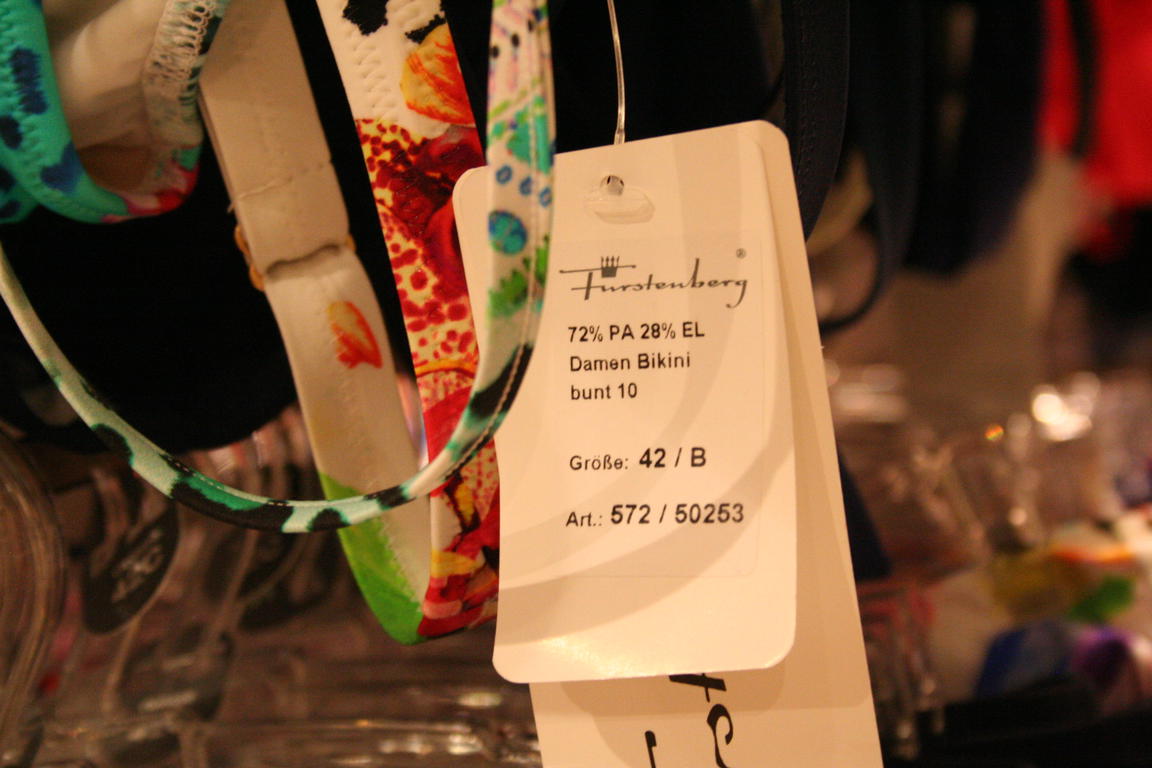 Furstenberg®
72% PA 28% EL
Damen Bikini
bunt 10
Größe: 42 / B
Art.: 572 / 50253